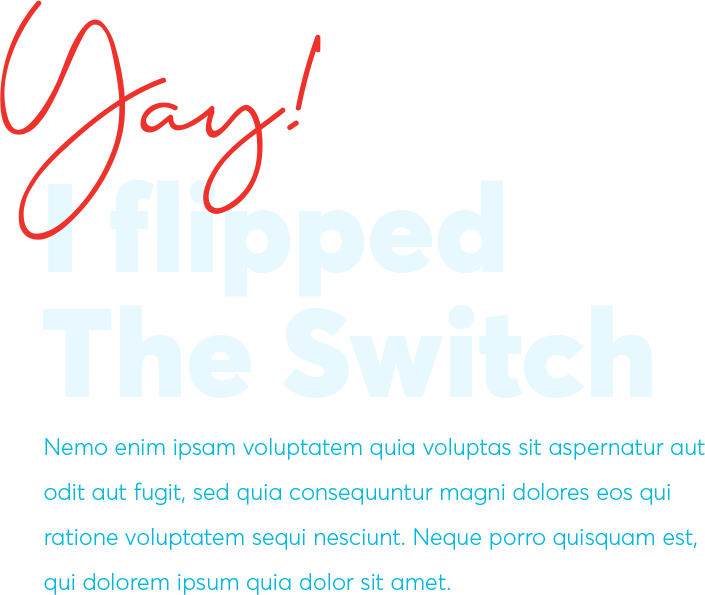 Yay!
I flipped
The Switch
Nemo enim ipsam voluptatem quia voluptas sit aspernatur aut
odit aut fugit, sed quia consequuntur magni dolores eos qui
ratione voluptatem sequi nesciunt. Neque porro quisquam est,
qui dolorem ipsum quia dolor sit amet.